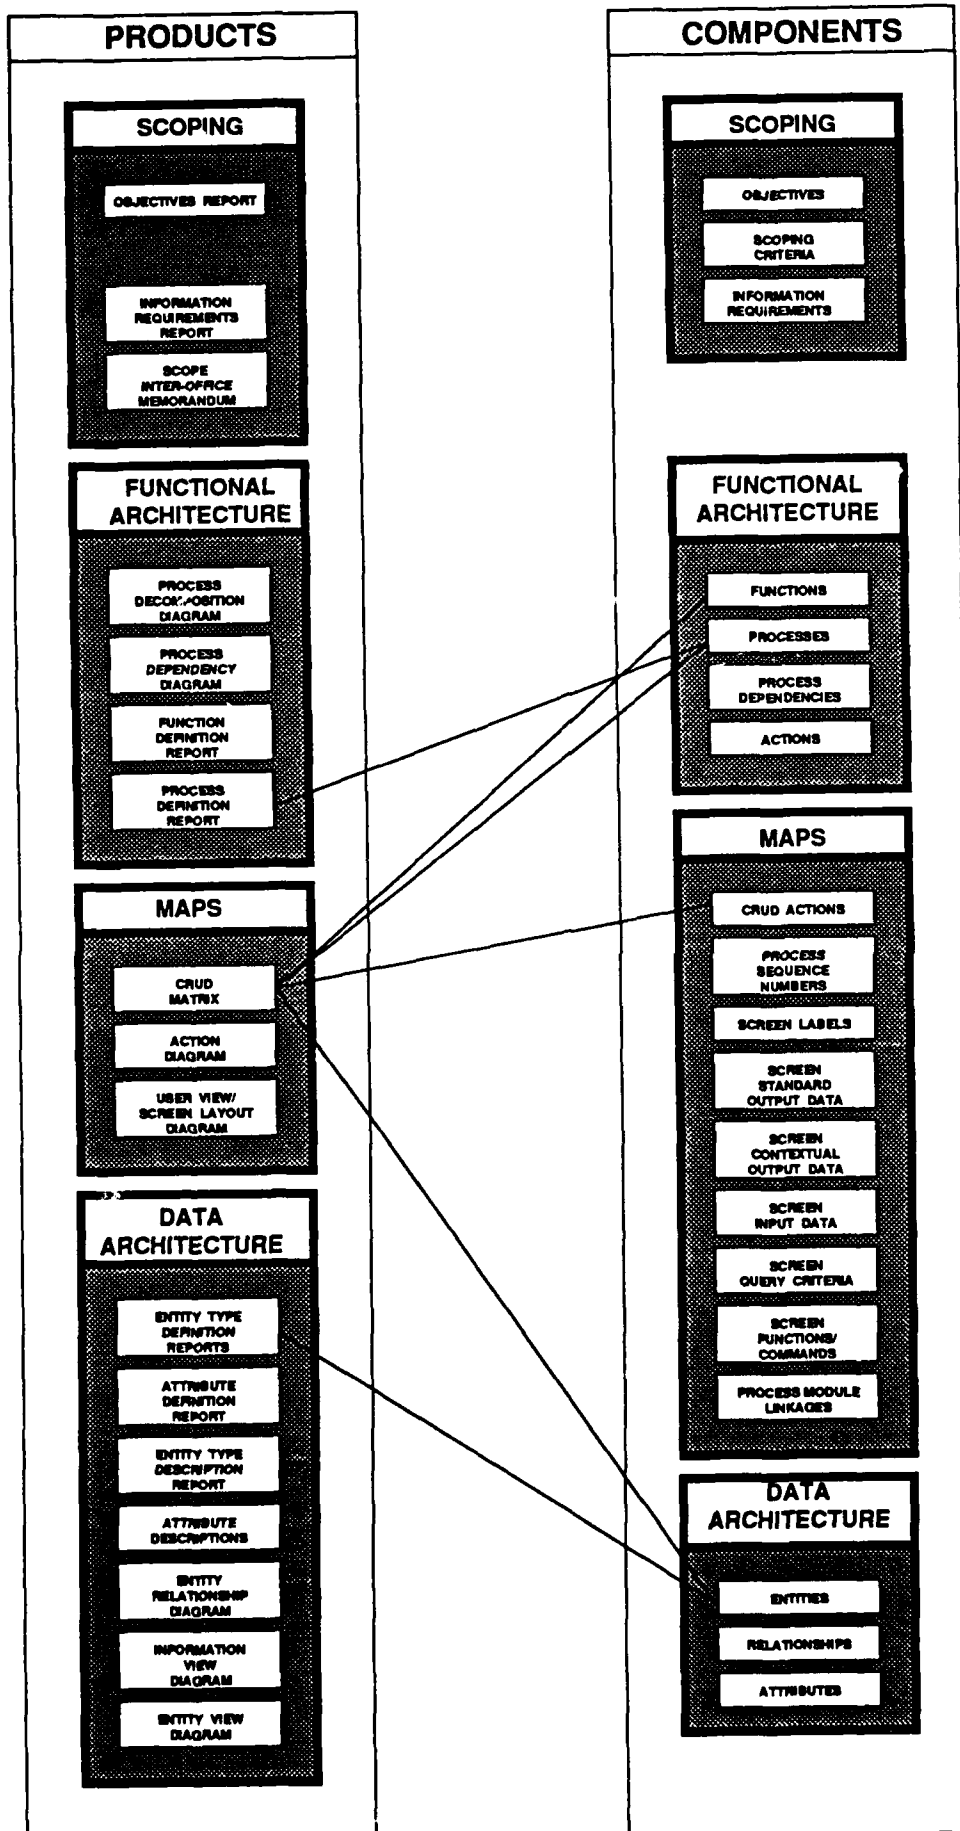 PRODUCTS
SCOPING
OBJECTIVES REPORT
INFORMATION
REQUIREMENTS
REPORT
SCOPE
INTER-OFFICE
MEMORANDUM
FUNCTIONAL
ARCHITECTURE
PROCESS
DECOMPOSITION
DIAGRAM
PROCESS
DEPENDENCY
DIAGRAM
FUNCTION
DEFINITION
REPORT
PROCESS
DEFINITION
REPORT
MAPS
CRUD
MATRIX
ACTION
DIAGRAM
USER VIEW/
SCREEN LAYOUT
DIAGRAM
DATA
ARCHITECTURE
ENTITY TYPE
DEFINITION
REPORTS
ATTRIBUTE
DEFINITION
REPORT
ENTITY TYPE
DESCRIPTION
REPORT
ATTRIBUTE
DESCRIPTIONS
ENTITY
RELATIONSHIP
DIAGRAM
INFORMATION
VIEW
DIAGRAM
ENTITY VIEW
DIAGRAM
COMPONENTS
SCOPING
OBJECTIVES
SCOPING
CRITERIA
INFORMATION
REQUIREMENTS
FUNCTIONAL
ARCHITECTURE
FUNCTIONS
PROCESSES
PROCESS
DEPENDENCIES
ACTIONS
MAPS
CRUD ACTIONS
PROCESS
SEQUENCE
NUMBERS
SCREEN LABELS
SCREEN
STANDARD
OUTPUT DATA
SCREEN
CONTEXTUAL
OUTPUT DATA
SCREEN
INPUT DATA
SCREEN
QUERY CRITERIA
SCREEN
FUNCTIONS/
COMMANDS
PROCESS MODULE
LINKAGES
DATA
ARCHITECTURE
ENTITIES
RELATIONSHIPS
ATTRIBUTES